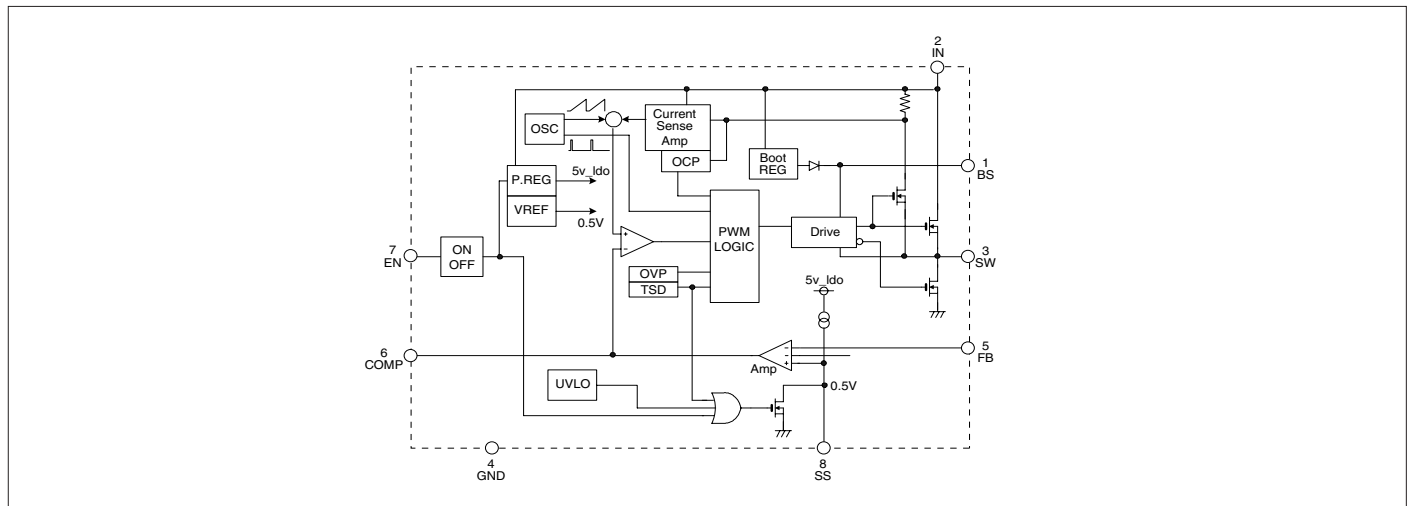 2
IN
OSC
Current
Sense
Amp
OCP
Boot
REG
1
BS
P.REG
5v_ldo
VREF
0.5V
PWM
LOGIC
Drive
7
EN
ON
OFF
+
−
3
SW
OVP
TSD
5v_ldo
6
COMP
−
−
+
Amp
5
FB
UVLO
0.5V
4
GND
8
SS